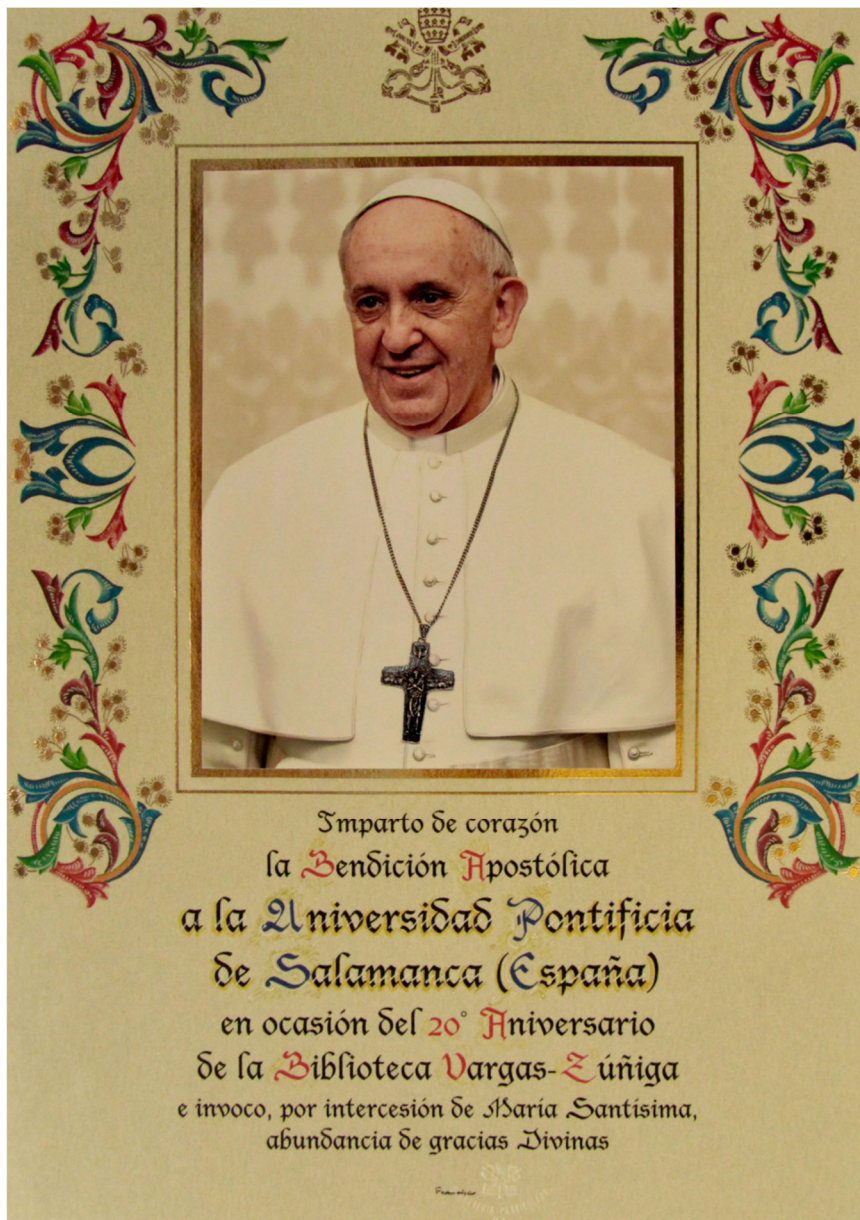 Imparto de corazón
la Bendición Apostólica
a la Universidad Pontificia
de Salamanca (España)
en ocasión del 20° Aniversario
de la Biblioteca Vargas-Zúñiga
e invoco, por intercesión de María Santísima,
abundancia de gracias Divinas
Franciscus